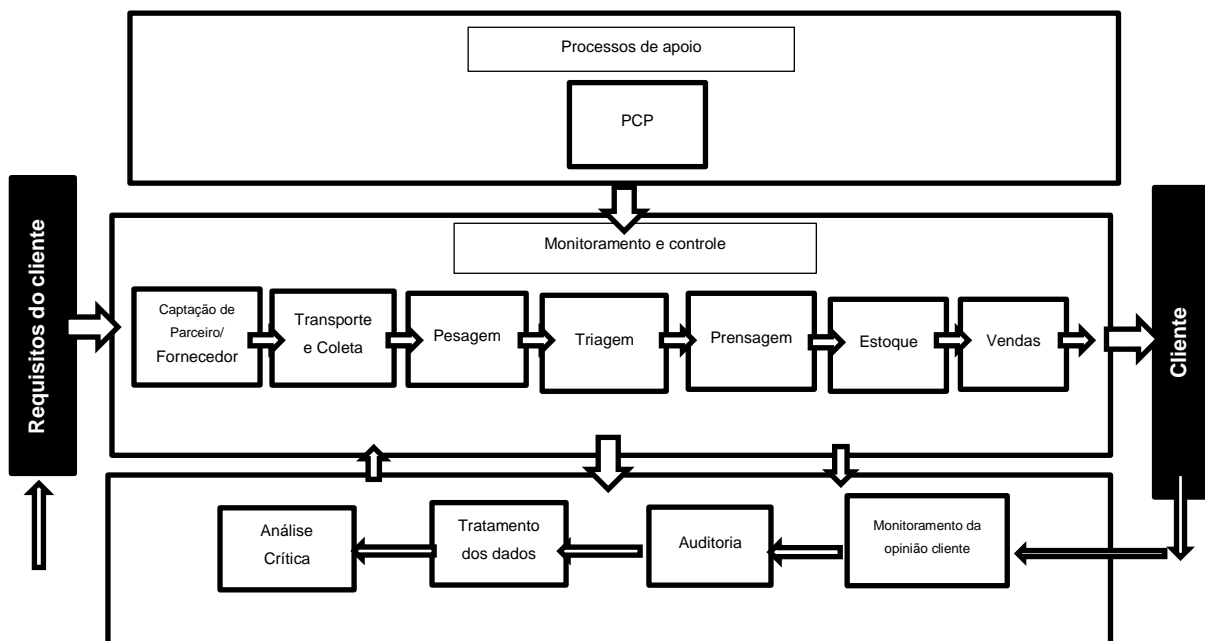 Processos de apoio
PCP
Requisitos do cliente
Monitoramento e controle
Captação de
Parceiro/
Fornecedor
Transporte
e Coleta
Pesagem
Triagem
Prensagem
Estoque
Vendas
Cliente
Análise
Crítica
Tratamento
dos dados
Auditoria
Monitoramento da
opinião cliente